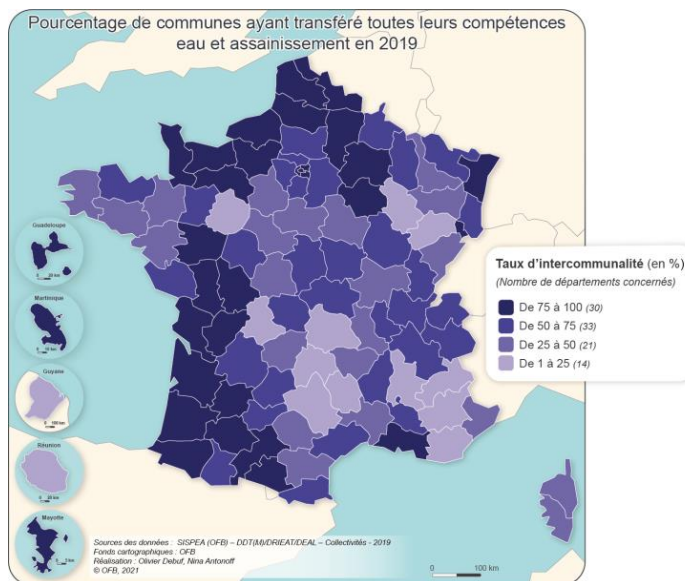 Pourcentage de communes ayant transféré toutes leurs compétences
eau et assainissement en 2019
Guadeloupe
Martinique
Guyane
Réunion
Mayotte
Taux d'intercommunalité (en %)
(Nombre de départements concernés)
De 75 à 100 (30)
De 50 à 75 (33)
De 25 à 50 (21)
De 1 à 25 (14)
Sources des données : SISPEA (OFB) – DDT(M)/DRIEAT/DEAL – Collectivités - 2019
Fonds cartographiques : OFB
Réalisation : Olivier Debuf, Nina Antonoff
© OFB, 2021
0 100 km